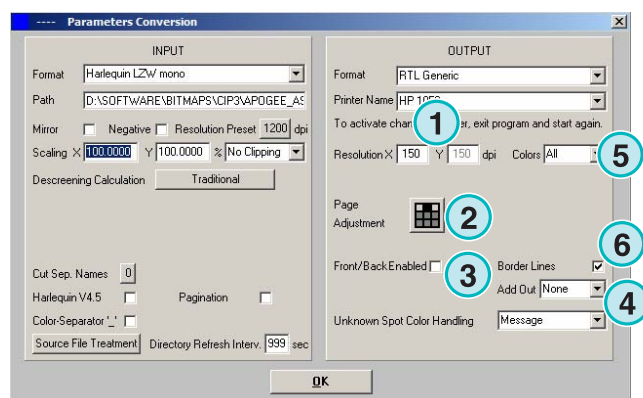 ---- Parameters Conversion
INPUT
Format Harlequin LZW mono
Path D:\SOFTWARE\BITMAPS\CIP3\APOGEE_AS
Mirror Negative Resolution Preset 1200 dpi
Scaling X 100.0000 Y 100.0000 % No Clipping
Descreening Calculation Traditional
Cut Sep. Names 0
Harlequin V4.5 Pagination
Color-Separator '_'
Source File Treatment Directory Refresh Interv. 999 sec
OUTPUT
Format RTL Generic
Printer Name HP
To activate exit program and start again.
1
Resolution X 150 Y 150 dpi Colors All
5
Page
Adjustment
2
6
Front/Back Enabled Border Lines
3
Add Out None
4
Unknown Spot Color Handling Message
OK